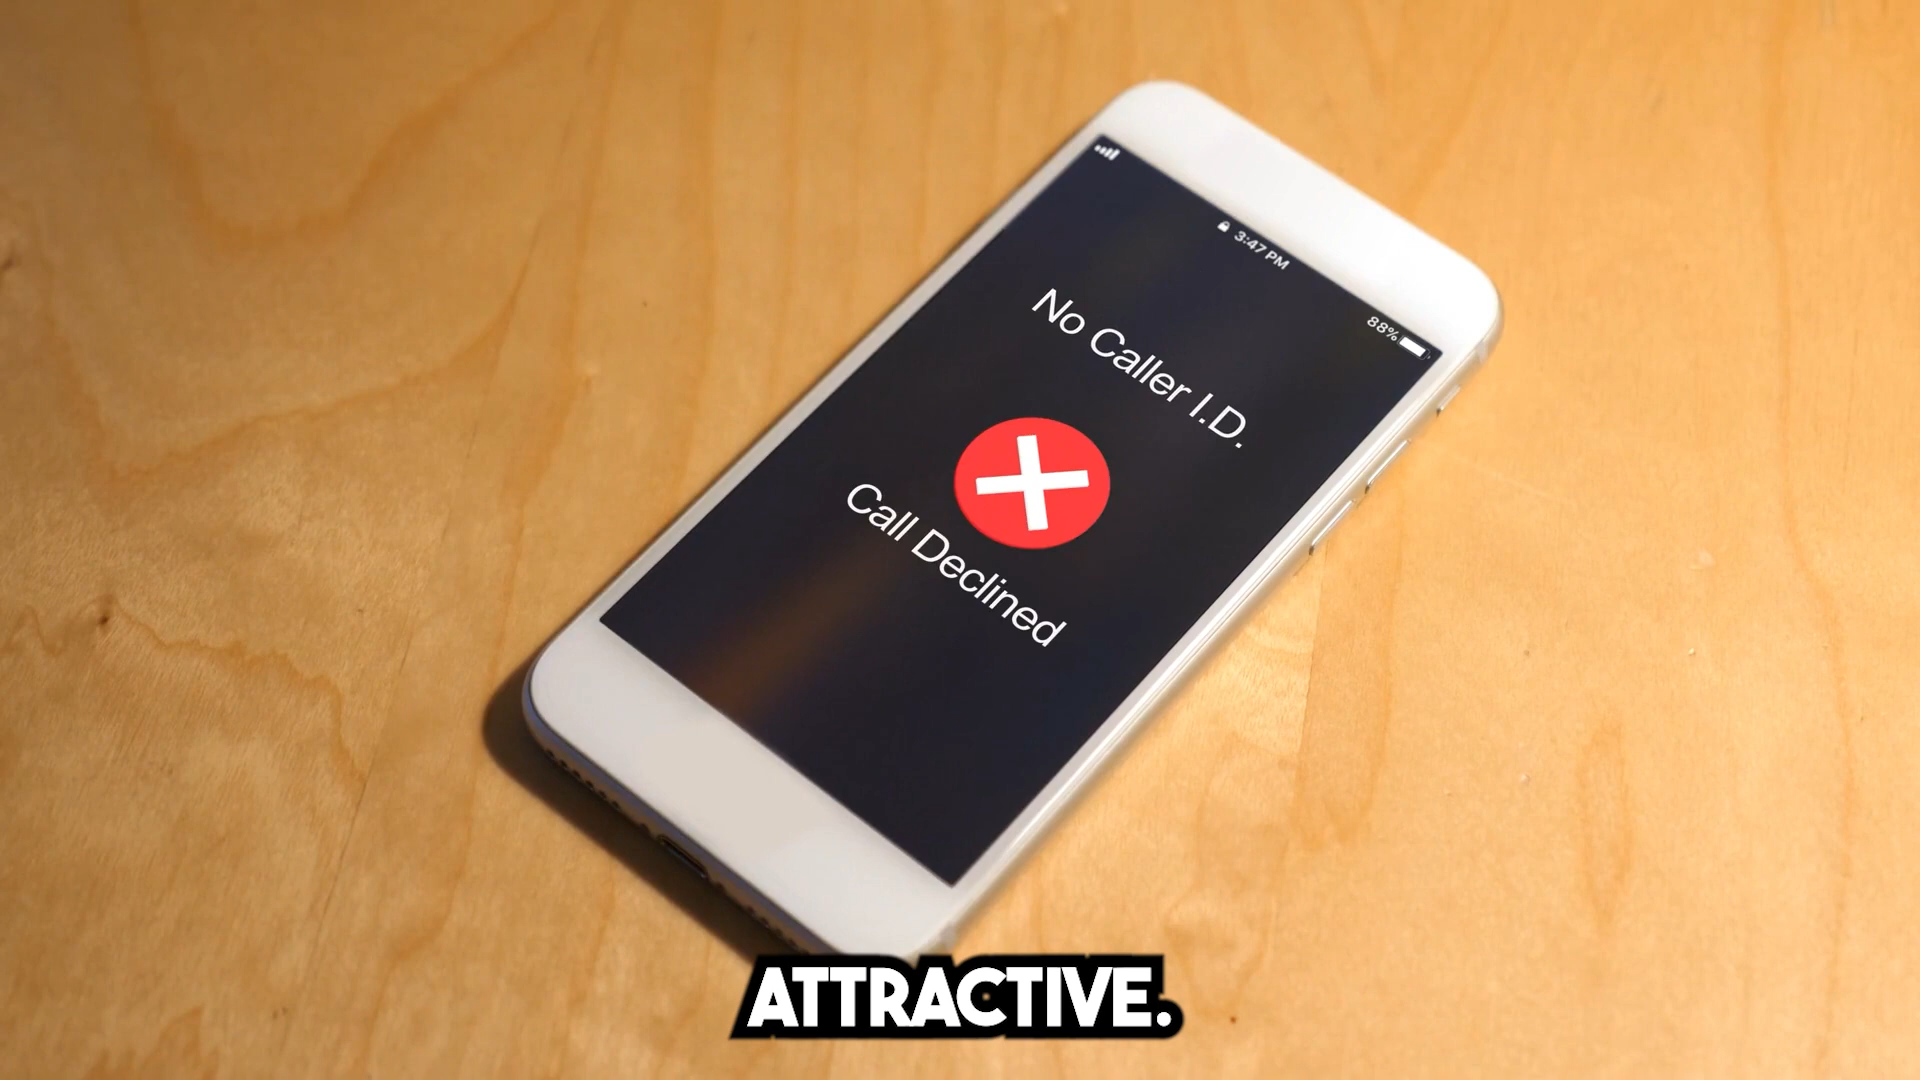 3:47 PM
88%
No Caller I.D.
Call Declined
ATTRACTIVE.